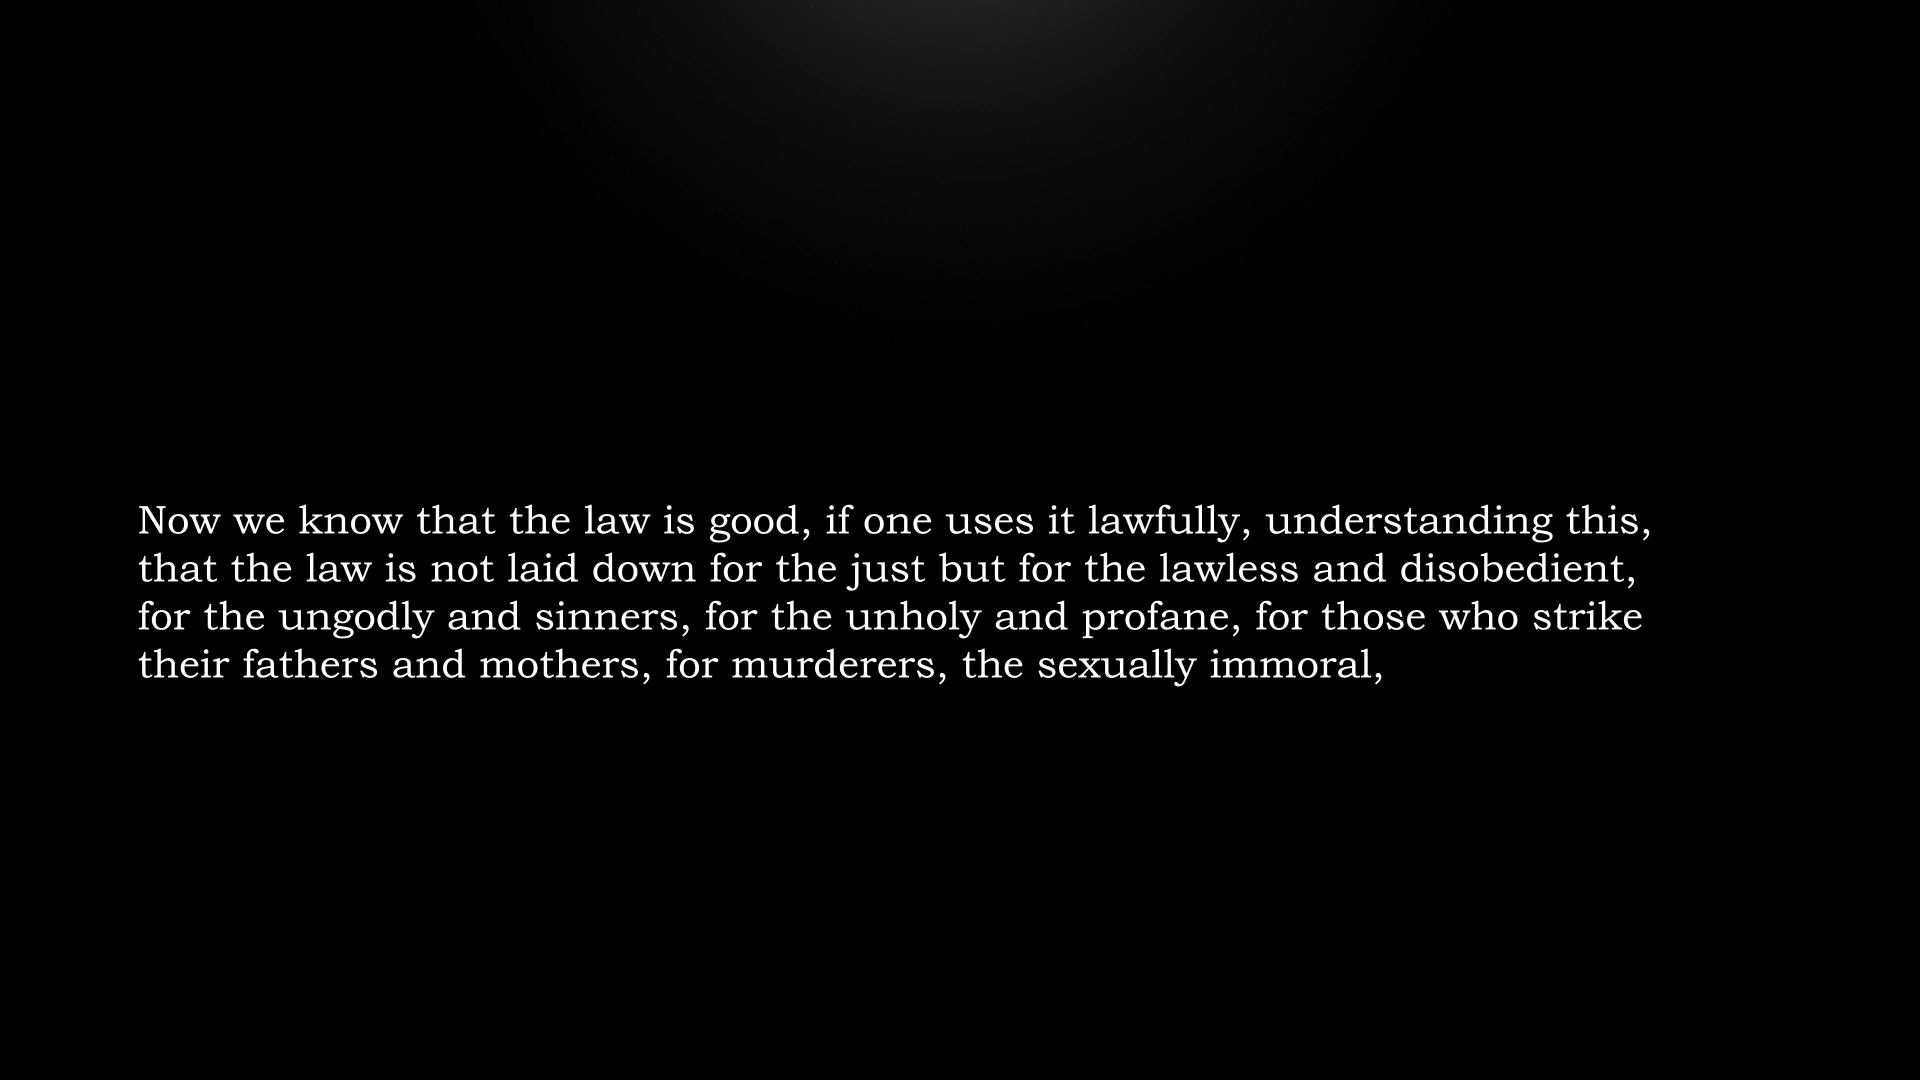 Now we know that the law is good, if one uses it lawfully, understanding this,
that the law is not laid down for the just but for the lawless and disobedient,
for the ungodly and sinners, for the unholy and profane, for those who strike
their fathers and mothers, for murderers, the sexually immoral,